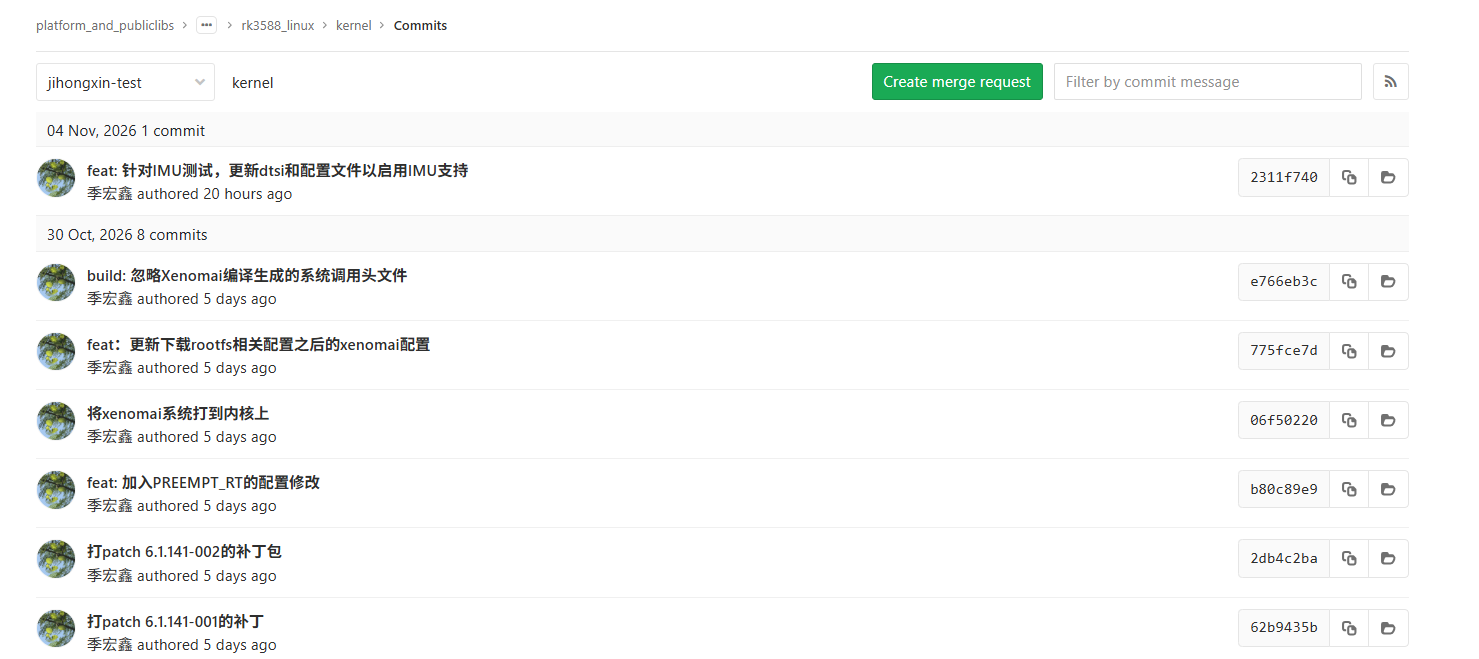 platform_and_publiclibs > ••• > rk3588_linux > kernel > Commits
jihongxin-test kernel Create merge request Filter by commit message
04 Nov, 2026 1 commit
feat: 针对IMU测试，更新dtsi和配置文件以启用IMU支持
季宏鑫 authored 20 hours ago
2311f740
30 Oct, 2026 8 commits
build: 忽略Xenomai编译生成的系统调用头文件
季宏鑫 authored 5 days ago
e766eb3c
feat：更新下载rootfs相关配置之后的xenomai配置
季宏鑫 authored 5 days ago
775fce7d
将xenomai系统打到内核上
季宏鑫 authored 5 days ago
06f50220
feat: 加入PREEMPT_RT的配置修改
季宏鑫 authored 5 days ago
b80c89e9
打patch 6.1.141-002的补丁包
季宏鑫 authored 5 days ago
2db4c2ba
打patch 6.1.141-001的补丁
季宏鑫 authored 5 days ago
62b9435b